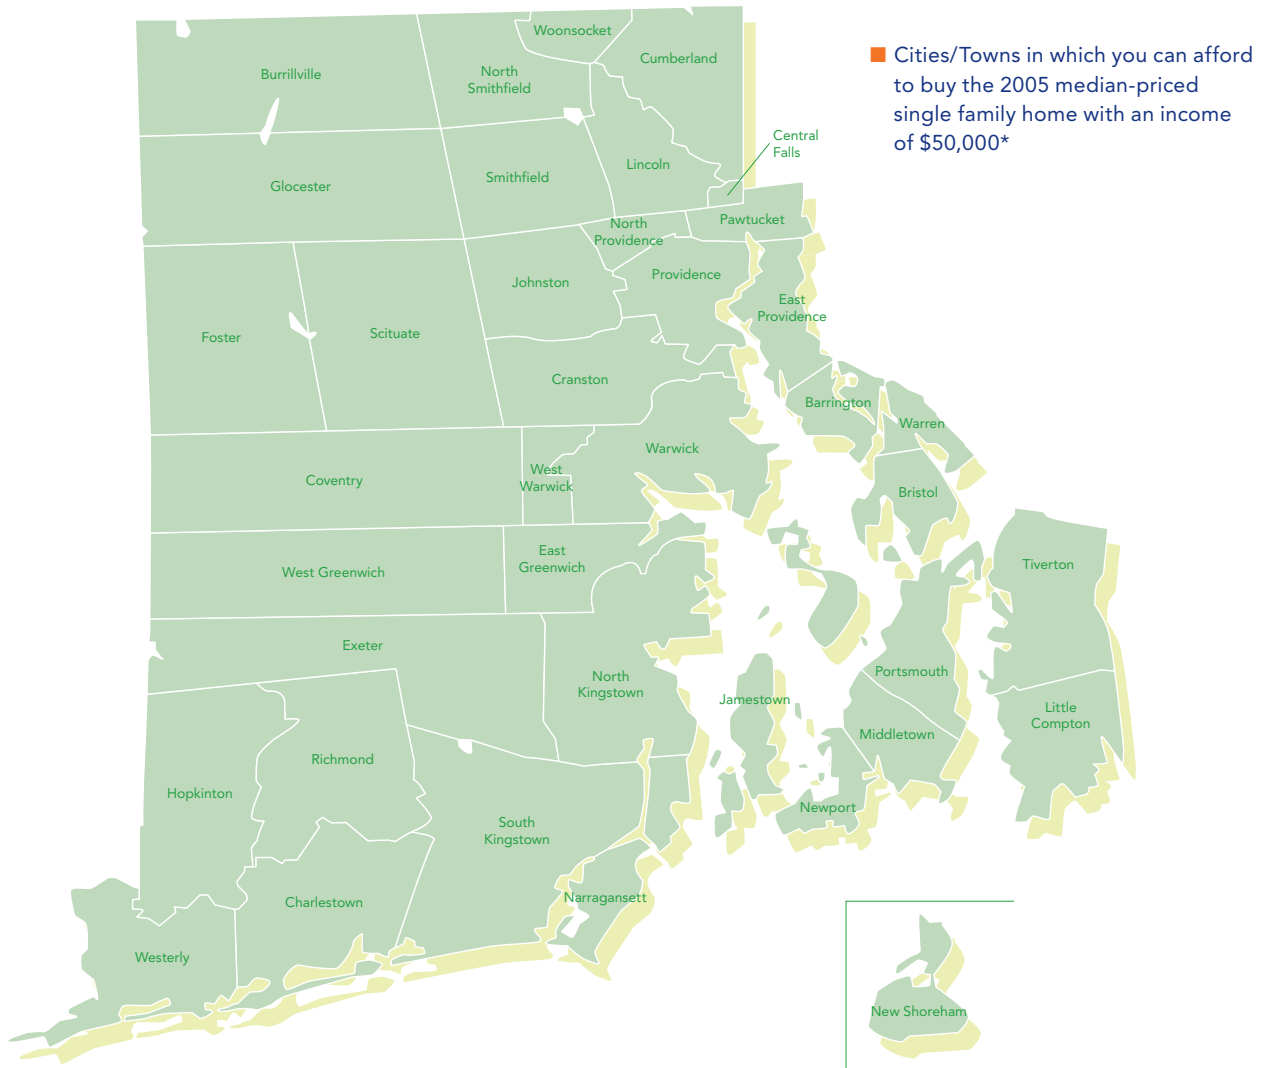 Woonsocket
Cumberland
Burrillville
North
Smithfield
Cities/Towns in which you can afford
to buy the 2005 median-priced
single family home with an income
of $50,000*
Central
Falls
Lincoln
Smithfield
Glocester
Pawtucket
North
Providence
Providence
Johnston
East
Providence
Foster
Scituate
Cranston
Barrington
Warren
Warwick
West
Warwick
Coventry
Bristol
East
Greenwich
West Greenwich
Tiverton
Exeter
North
Kingstown
Portsmouth
Jamestown
Little
Compton
Middletown
Richmond
Hopkinton
Newport
South
Kingstown
Narragansett
Charlestown
Westerly
New Shoreham